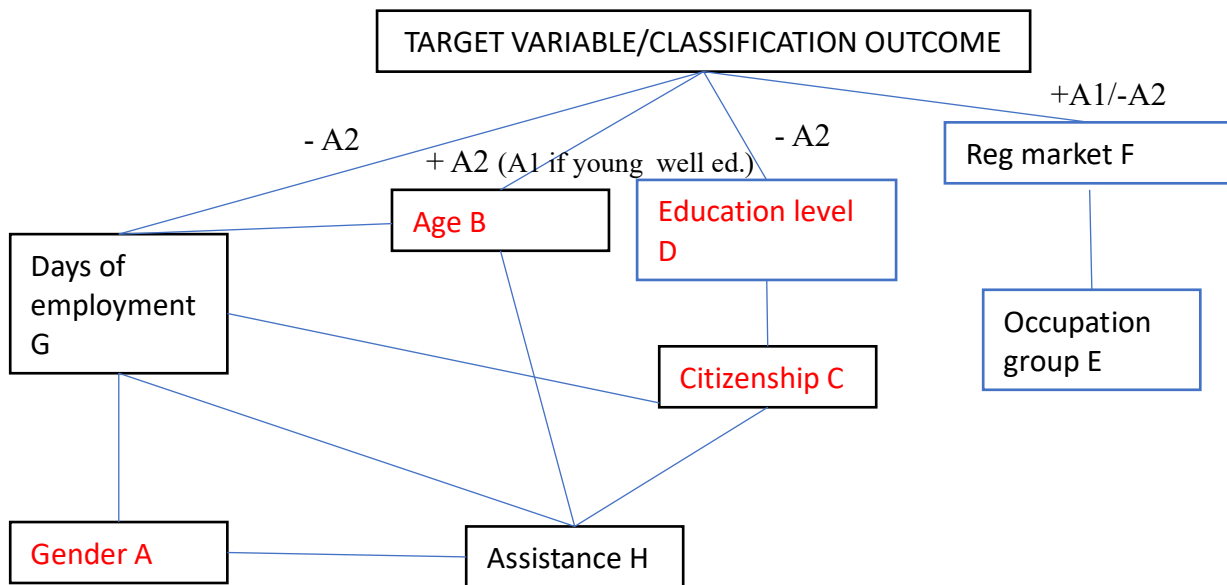 TARGET VARIABLE/CLASSIFICATION OUTCOME
- A2
+ A2 (A1 if young well ed.)
- A2
+A1/-A2
Reg market F
Age B
Education level
D
Days of
employment
G
Occupation
group E
Citizenship C
Gender A
Assistance H